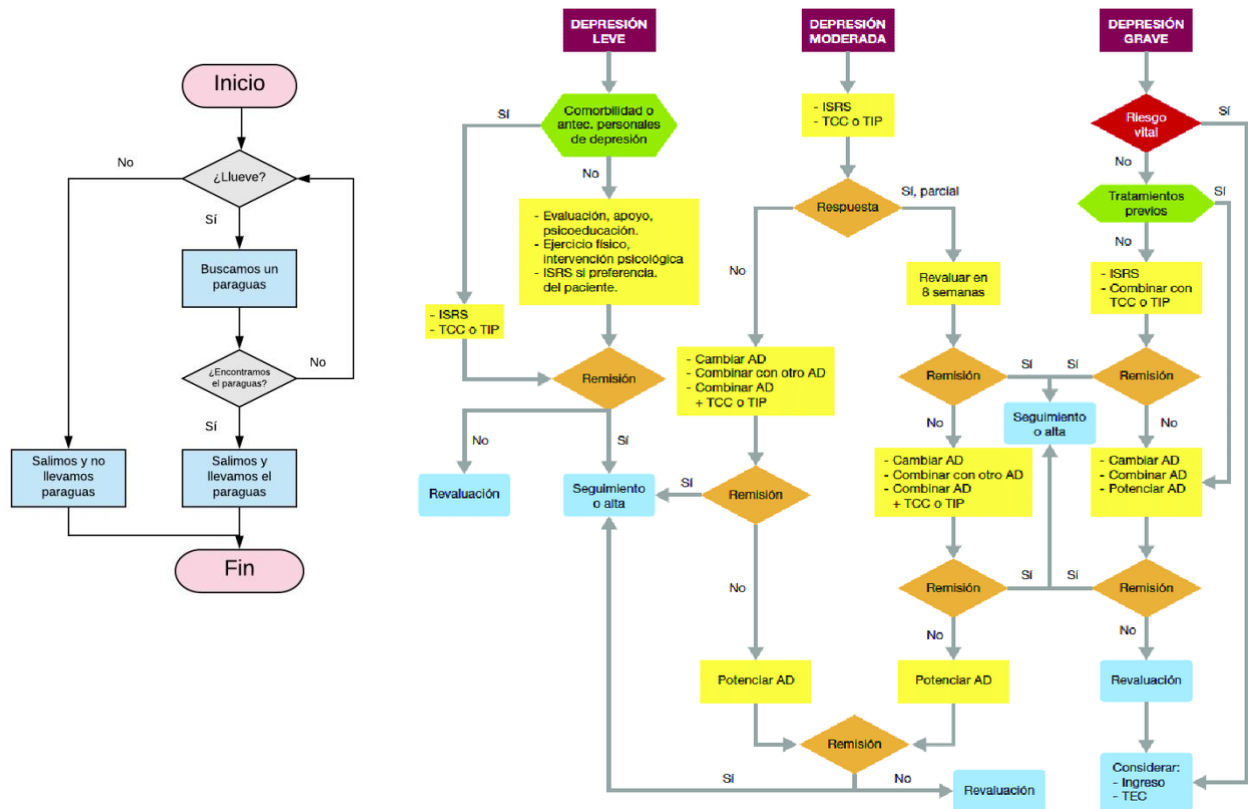 Inicio
No
¿Llueve?
Sí
Buscamos un
paraguas
¿Encontramos
el paraguas?
No
Sí
Salimos y no
llevamos
paraguas
Salimos y
llevamos el
paraguas
Fin
DEPRESIÓN
LEVE
Sí
Comorbilidad o
antec. personales
de depresión
No
- Evaluación, apoyo,
psicoeducación.
- Ejercicio físico,
intervención psicológica
- ISRS si preferencia.
del paciente.
- ISRS
- TCC o TIP
Remisión
No
Sí
Revaluación
Seguimiento
o alta
DEPRESIÓN
MODERADA
- ISRS
- TCC o TIP
Respuesta
Sí, parcial
No
- Cambiar AD
- Combinar con otro AD
- Combinar AD
+ TCC o TIP
Sí
Remisión
No
Potenciar AD
Revaluar en
8 semanas
Remisión
Sí
No
- Cambiar AD
- Combinar con otro AD
- Combinar AD
+ TCC o TIP
Remisión
Sí
No
Potenciar AD
Remisión
Sí
No
Revaluación
Seguimiento
o alta
DEPRESIÓN
GRAVE
Riesgo
vital
Sí
No
Tratamientos
previos
Sí
No
- ISRS
- Combinar con
TCC o TIP
Sí
Remisión
No
- Cambiar AD
- Combinar AD
- Potenciar AD
Sí
Remisión
No
Revaluación
Considerar:
- Ingreso
- TEC